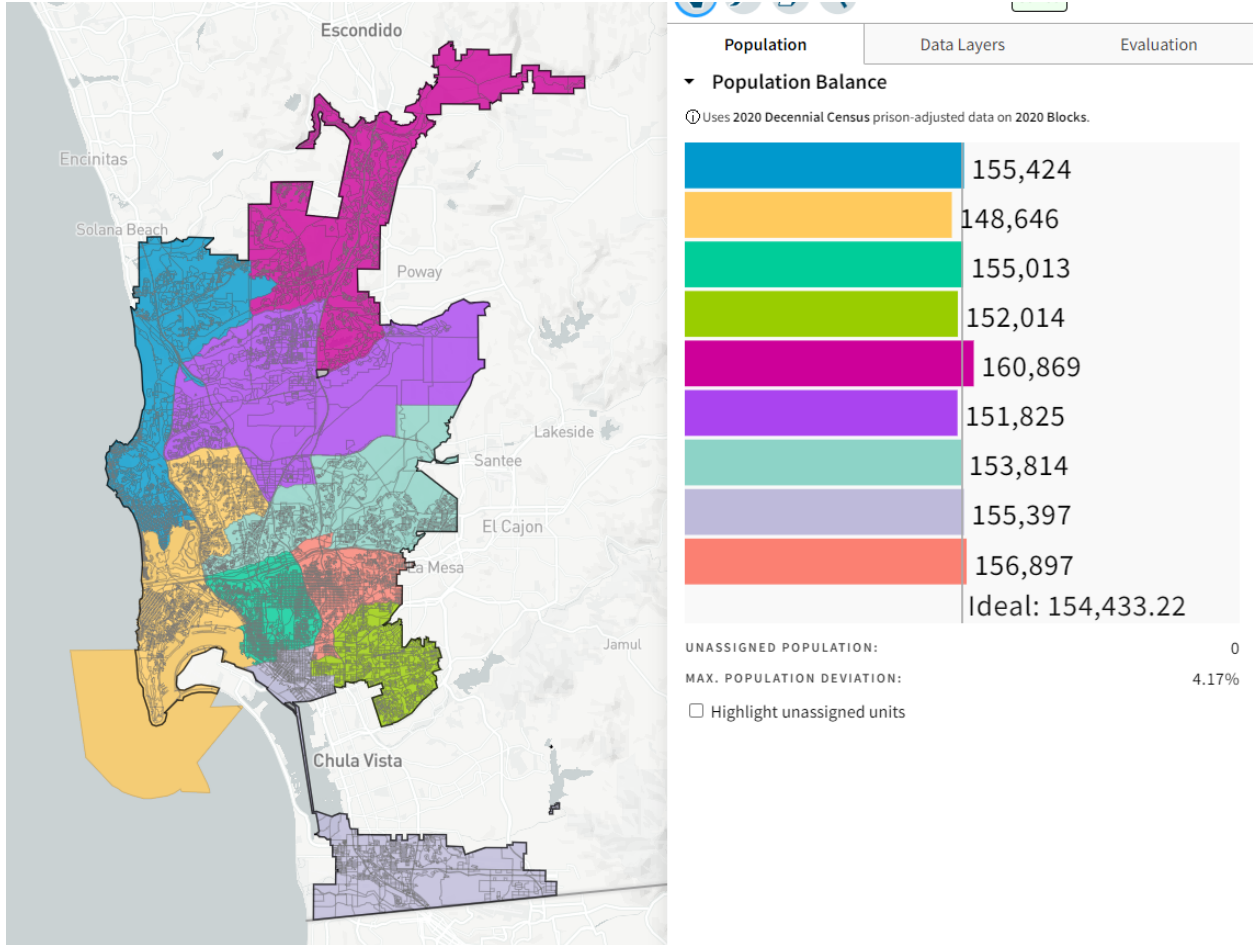 Escondido
Encinitas
Solana Beach
Poway
Lakeside
Santee
El Cajon
La Mesa
Jamul
Chula Vista
Population
Data Layers
Evaluation
Population Balance
Uses 2020 Decennial Census prison-adjusted data on 2020 Blocks.
155,424
148,646
155,013
152,014
160,869
151,825
153,814
155,397
156,897
Ideal: 154,433.22
UNASSIGNED POPULATION: 0
MAX. POPULATION DEVIATION: 4.17%
Highlight unassigned units